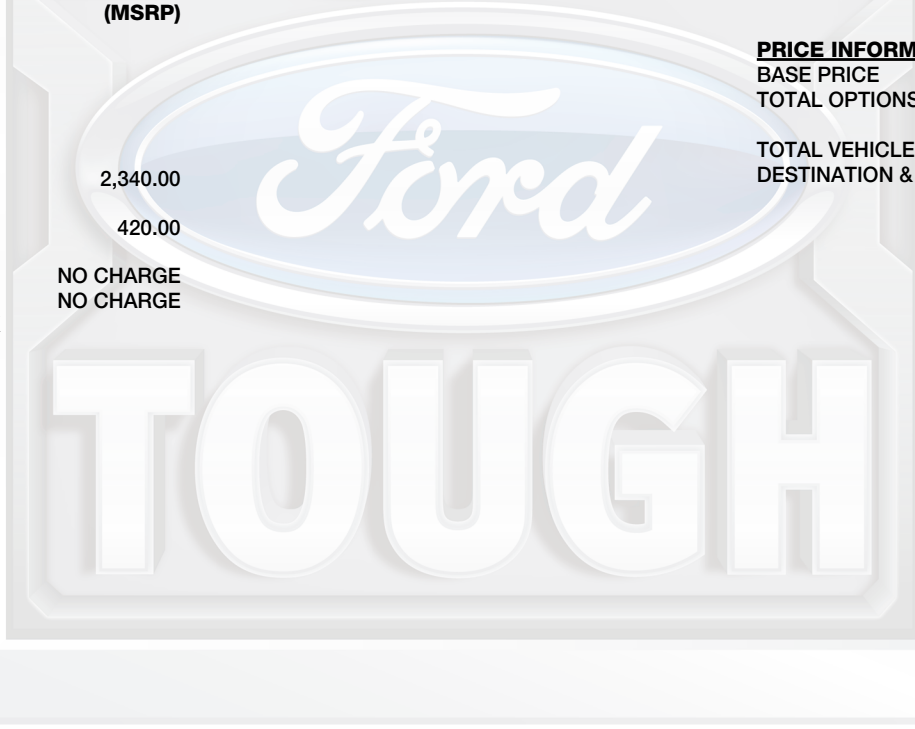 (MSRP)
2,340.00
420.00
NO CHARGE
NO CHARGE
PRICE INFORM
BASE PRICE
TOTAL OPTIONS
TOTAL VEHICLE
DESTINATION &
Ford
TOUGH